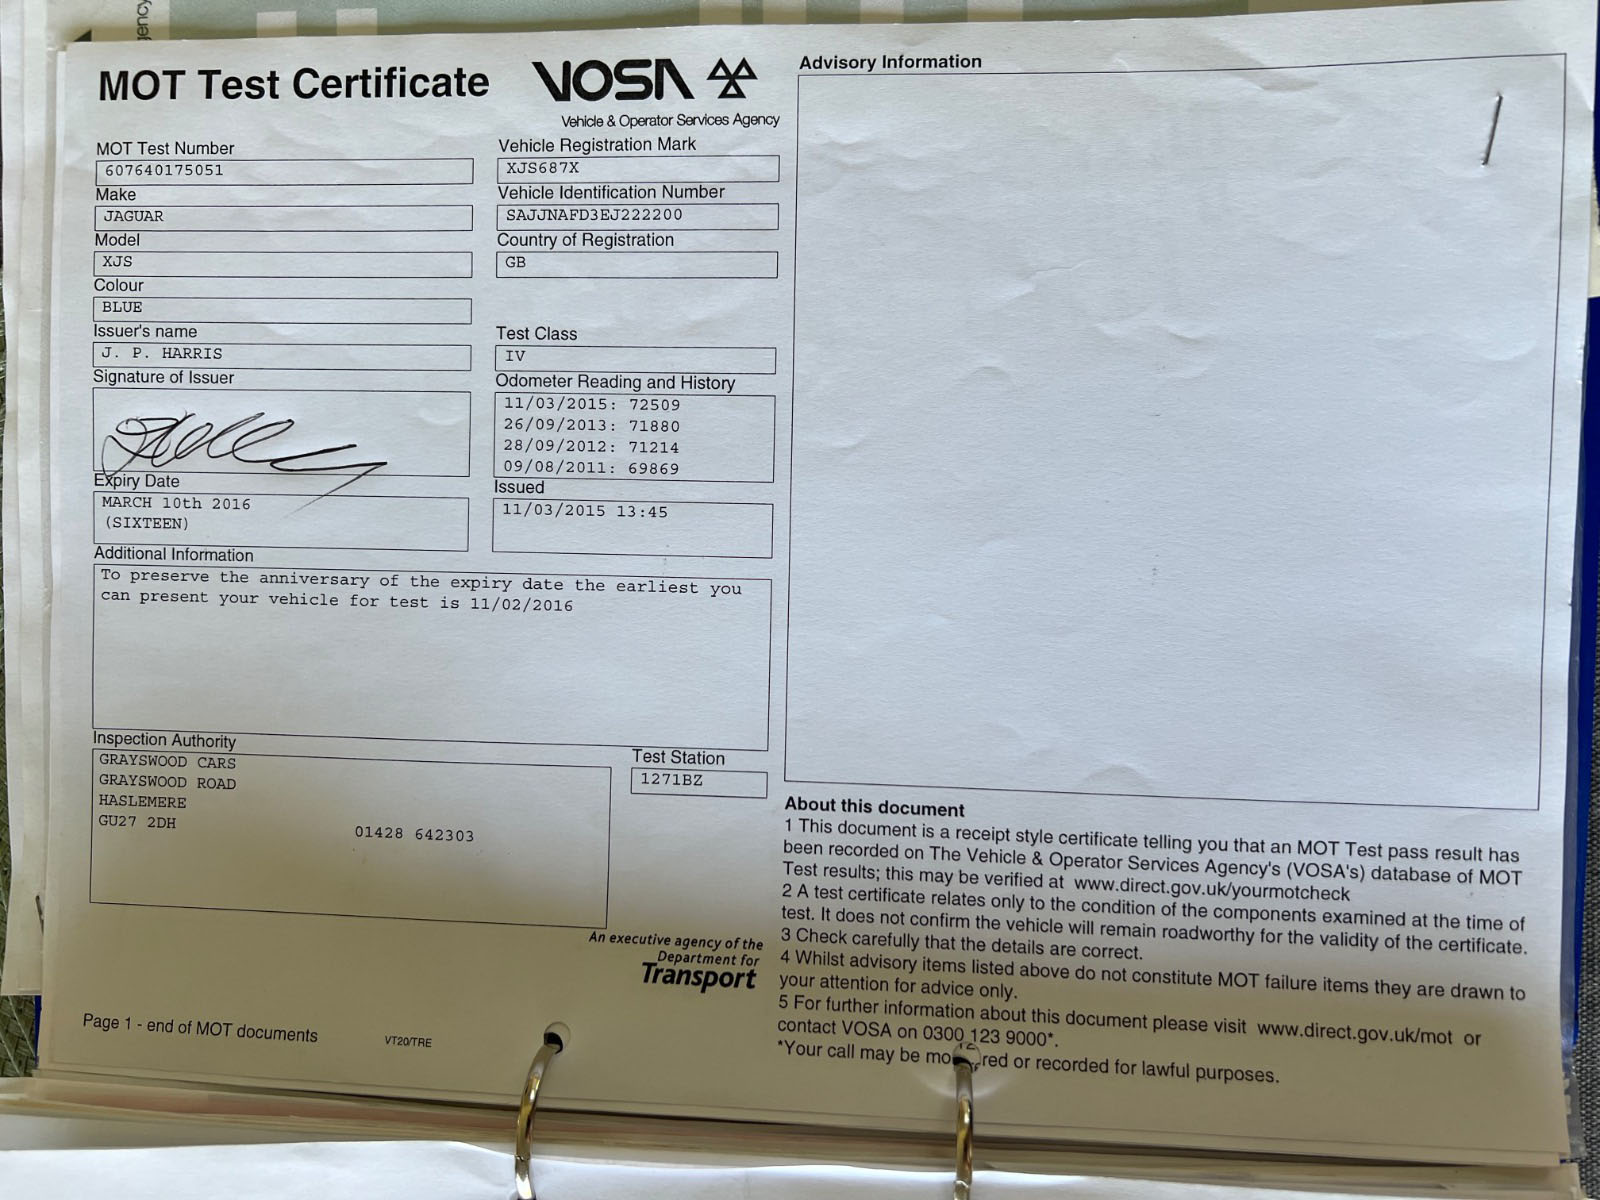 ency
MOT Test Certificate
VOSA
Vehicle & Operator Services Agency
MOT Test Number
607640175051
Vehicle Registration Mark
XJS687X
Make
JAGUAR
Vehicle Identification Number
SAJJNAFD3EJ222200
Model
XJS
Country of Registration
GB
Colour
BLUE
Issuer's name
J. P. HARRIS
Test Class
IV
Signature of Issuer
Odometer Reading and History
11/03/2015: 72509
26/09/2013: 71880
28/09/2012: 71214
09/08/2011: 69869
Expiry Date
MARCH 10th 2016
(SIXTEEN)
Issued
11/03/2015 13:45
Additional Information
To preserve the anniversary of the expiry date the earliest you
can present your vehicle for test is 11/02/2016
Inspection Authority
GRAYSWOOD CARS
GRAYSWOOD ROAD
HASLEMERE
GU27 2DH
01428 642303
Test Station
1271BZ
An executive agency of the
Department for
Transport
Page 1 - end of MOT documents
VT20/TRE
Advisory Information
About this document
1 This document is a receipt style certificate telling you that an MOT Test pass result has
been recorded on The Vehicle & Operator Services Agency's (VOSA's) database of MOT
Test results; this may be verified at www.direct.gov.uk/yourmotcheck
2 A test certificate relates only to the condition of the components examined at the time of
test. It does not confirm the vehicle will remain roadworthy for the validity of the certificate.
3 Check carefully that the details are correct.
4 Whilst advisory items listed above do not constitute MOT failure items they are drawn to
your attention for advice only.
5 For further information about this document please visit www.direct.gov.uk/mot or
contact VOSA on 0300 123 9000*.
*Your call may be mo red or recorded for lawful purposes.